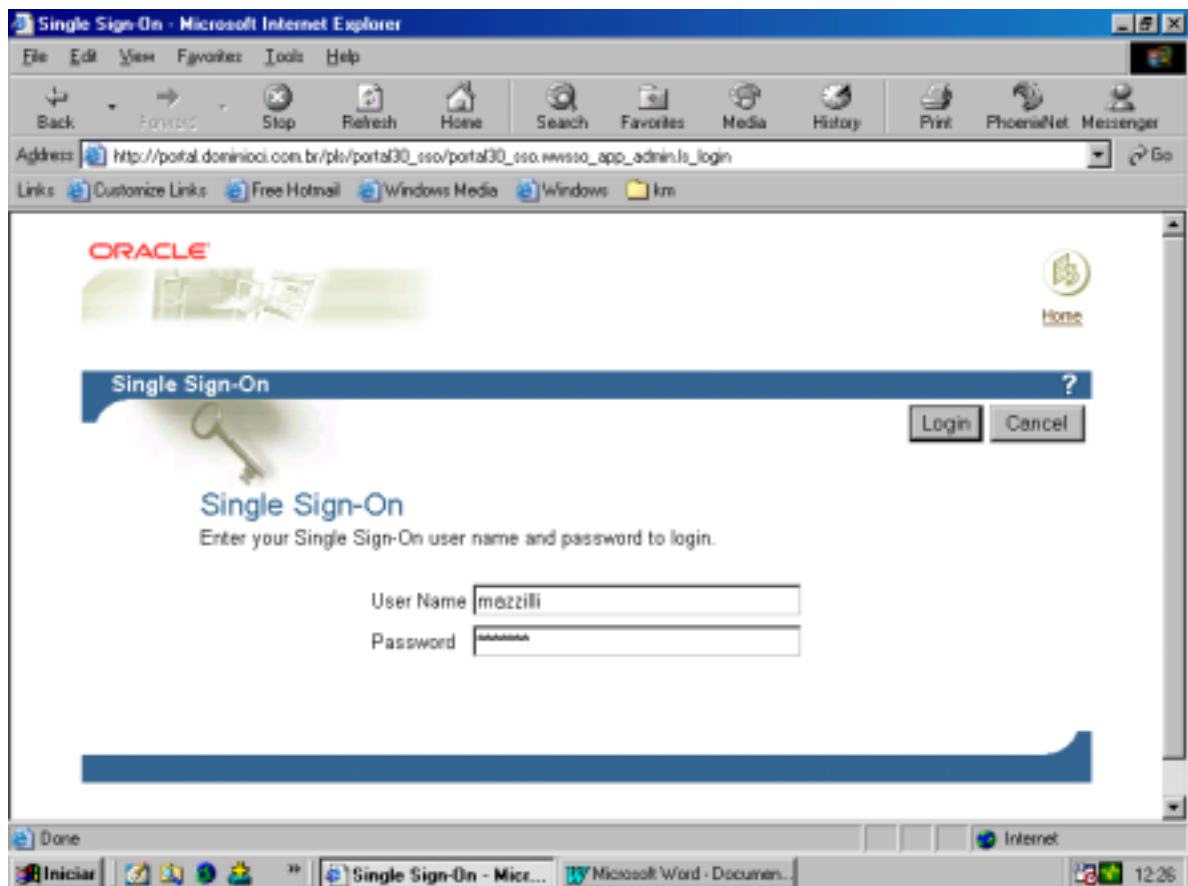 Single Sign-On - Microsoft Internet Explorer
File Edit View Favorites Tools Help
Back Forward Stop Refresh Home Search Favorites Media History Print PhoenixNet Messenger
Address http://portal.dominioci.com.br/pls/portal30_sso/portal30_sso.wwsso_app_admin.ls_login Go
Links Customize Links Free Hotmail Windows Media Windows km
ORACLE
Home
Single Sign-On ?
Login Cancel
Single Sign-On
Enter your Single Sign-On user name and password to login.
User Name mazzilli
Password *******
Done Internet
Iniciar » Single Sign-On - Micr... Microsoft Word - Documen... 12:26